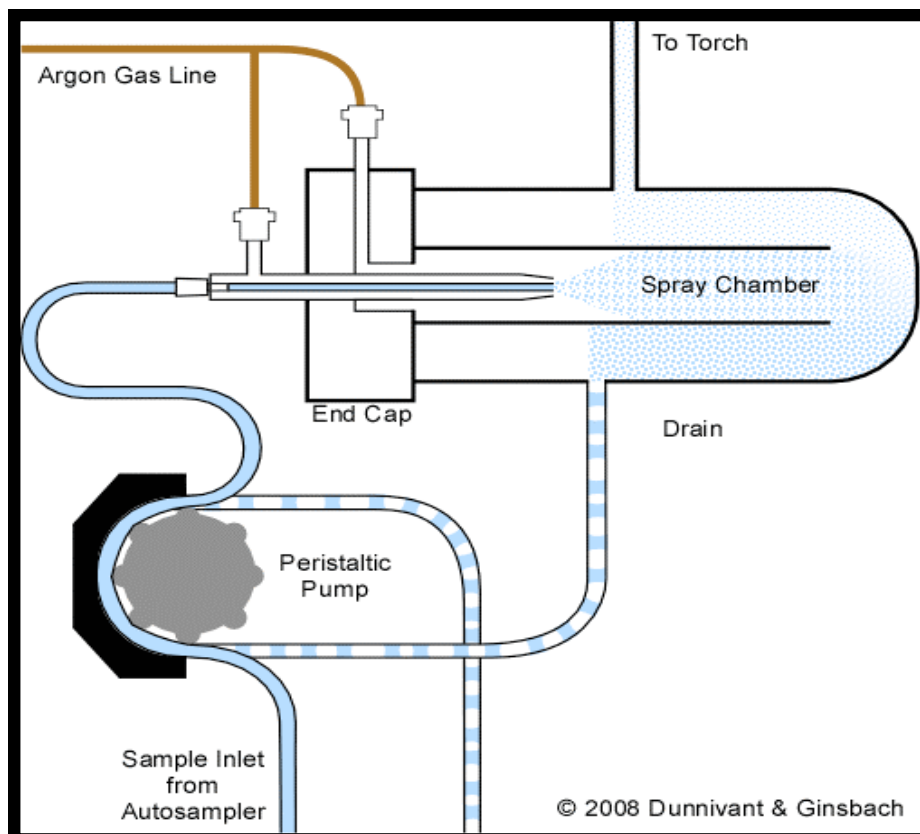 To Torch
Argon Gas Line
Spray Chamber
End Cap
Drain
Peristaltic
Pump
Sample Inlet
from
Autosampler
© 2008 Dunnivant & Ginsbach